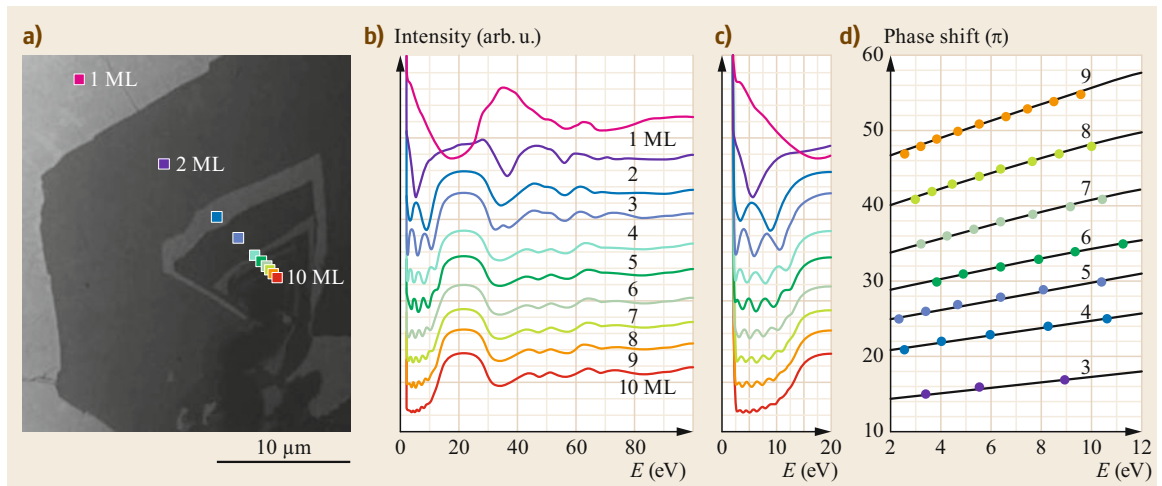 a)
1 ML
2 ML
10 ML
10 µm
b) Intensity (arb. u.)
1 ML
2
3
4
5
6
7
8
9
10 ML
0 20 40 60 80
E (eV)
c)
0 10 20
E (eV)
d) Phase shift (π)
60
50
40
30
20
10
9
8
7
6
5
4
3
2 4 6 8 10 12
E (eV)